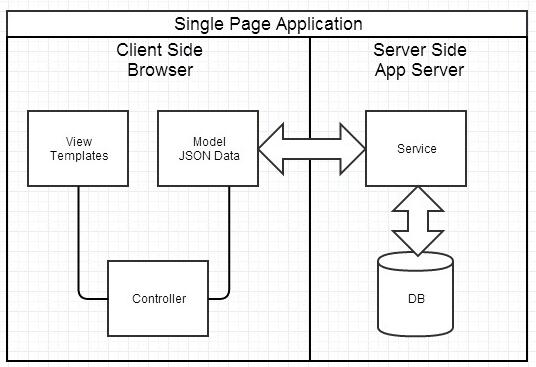 Single Page Application
Client Side
Browser
Server Side
App Server
View
Templates
Model
JSON Data
Service
Controller
DB